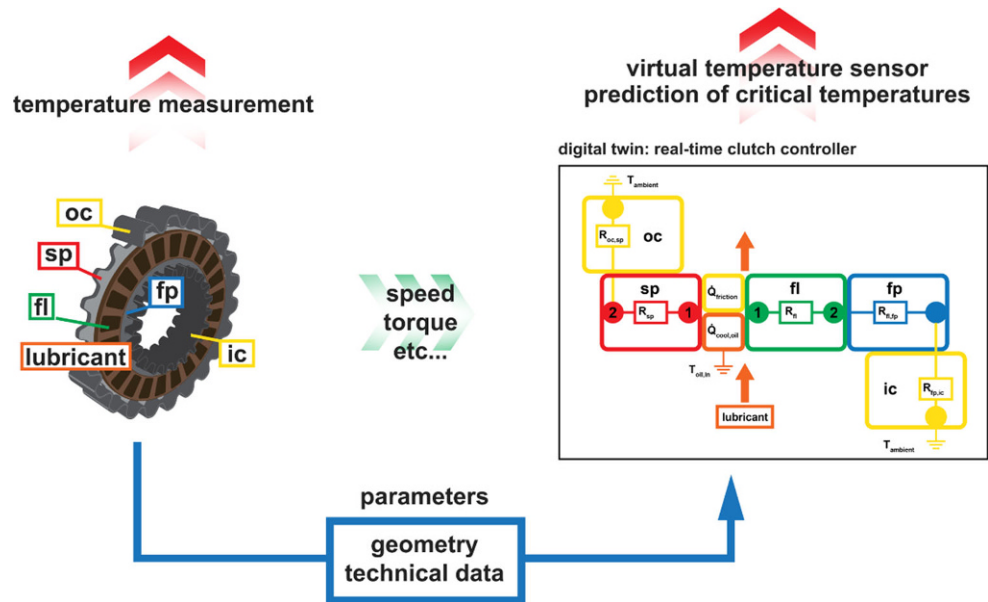 temperature measurement
oc
sp
fl
fp
lubricant
ic
speed
torque
etc...
parameters
geometry
technical data
virtual temperature sensor
prediction of critical temperatures
digital twin: real-time clutch controller
T_ambient
R_oc,sp
oc
sp
2
R_sp
1
Q̇_friction
Q̇_cool,oil
T_oil,in
fl
1
R_fl
2
fp
R_fl,fp
lubricant
ic
R_fp,ic
T_ambient